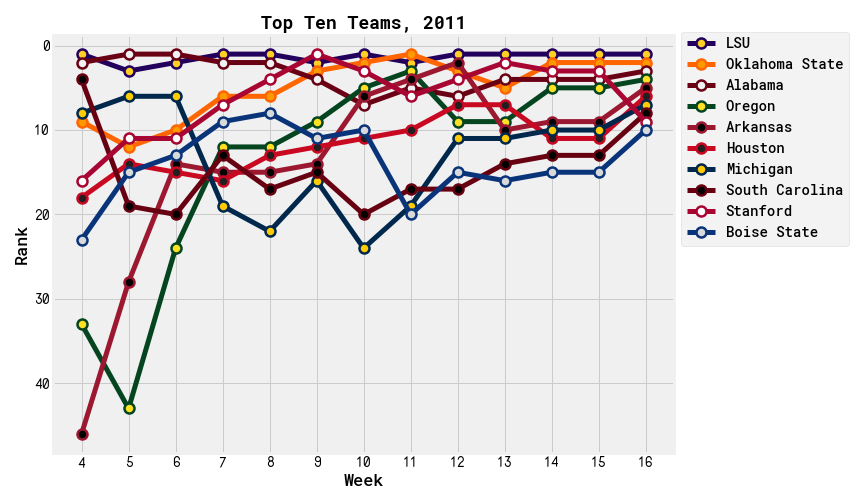 Top Ten Teams, 2011
LSU
Oklahoma State
Alabama
Oregon
Arkansas
Houston
Michigan
South Carolina
Stanford
Boise State
Rank
0
10
20
30
40
4 5 6 7 8 9 10 11 12 13 14 15 16
Week